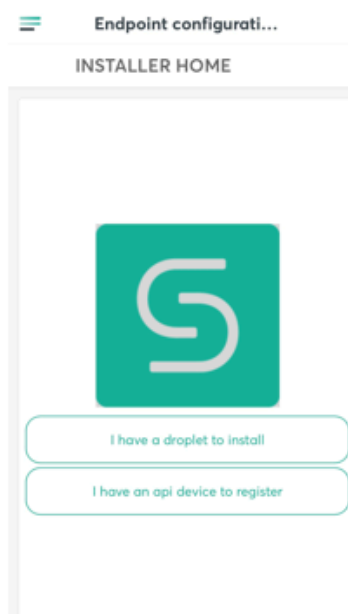 Endpoint configurati...
INSTALLER HOME
I have a droplet to install
I have an api device to register